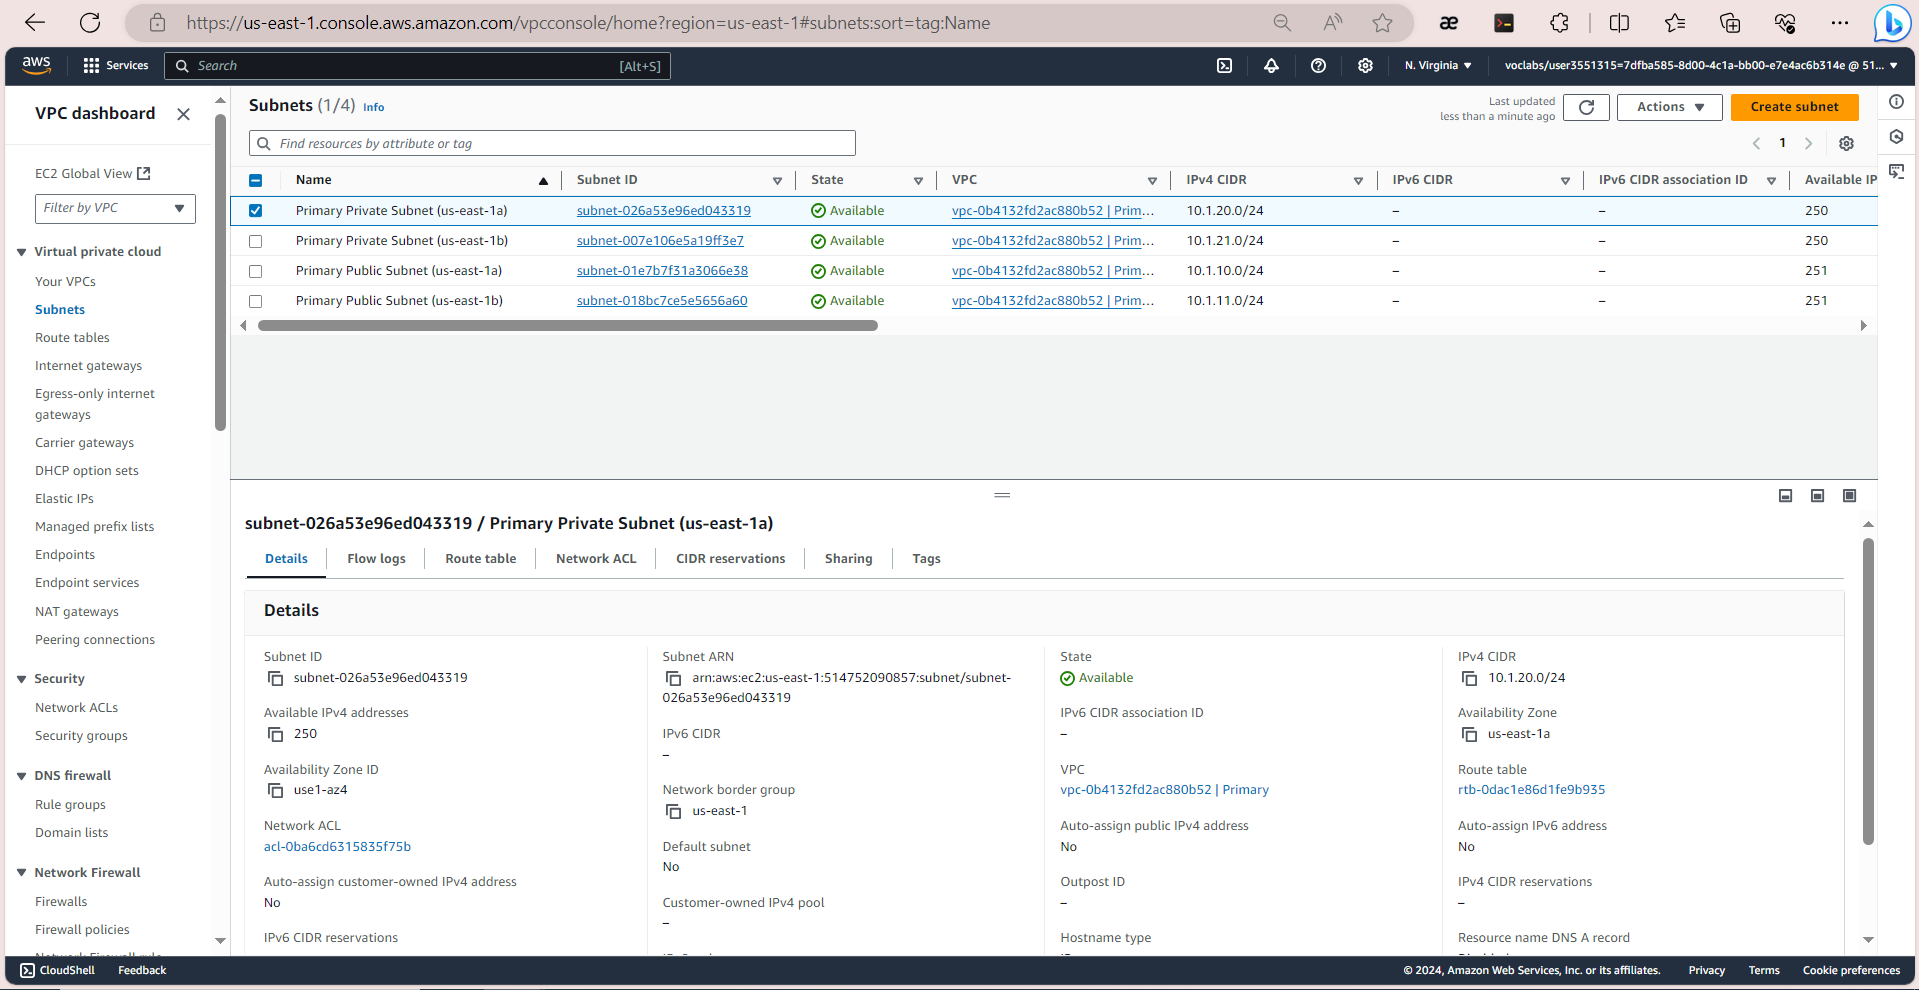 https://us-east-1.console.aws.amazon.com/vpcconsole/home?region=us-east-1#subnets:sort=tag:Name
aws
Services
Search
[Alt+S]
N. Virginia
voclabs/user3551315=7dfba585-8d00-4c1a-bb00-e7e4ac6b314e @ 51...
VPC dashboard
EC2 Global View
Filter by VPC
Virtual private cloud
Your VPCs
Subnets
Route tables
Internet gateways
Egress-only internet
gateways
Carrier gateways
DHCP option sets
Elastic IPs
Managed prefix lists
Endpoints
Endpoint services
NAT gateways
Peering connections
Security
Network ACLs
Security groups
DNS firewall
Rule groups
Domain lists
Network Firewall
Firewalls
Firewall policies
Subnets (1/4) Info
Last updated
less than a minute ago
Actions
Create subnet
Find resources by attribute or tag
1
Name Subnet ID State VPC IPv4 CIDR IPv6 CIDR IPv6 CIDR association ID Available IP
Primary Private Subnet (us-east-1a) subnet-026a53e96ed043319 Available vpc-0b4132fd2ac880b52 | Prim... 10.1.20.0/24 – – 250
Primary Private Subnet (us-east-1b) subnet-007e106e5a19ff3e7 Available vpc-0b4132fd2ac880b52 | Prim... 10.1.21.0/24 – – 250
Primary Public Subnet (us-east-1a) subnet-01e7b7f31a3066e38 Available vpc-0b4132fd2ac880b52 | Prim... 10.1.10.0/24 – – 251
Primary Public Subnet (us-east-1b) subnet-018bc7ce5e5656a60 Available vpc-0b4132fd2ac880b52 | Prim... 10.1.11.0/24 – – 251
subnet-026a53e96ed043319 / Primary Private Subnet (us-east-1a)
Details Flow logs Route table Network ACL CIDR reservations Sharing Tags
Details
Subnet ID
subnet-026a53e96ed043319
Available IPv4 addresses
250
Availability Zone ID
use1-az4
Network ACL
acl-0ba6cd6315835f75b
Auto-assign customer-owned IPv4 address
No
IPv6 CIDR reservations
Subnet ARN
arn:aws:ec2:us-east-1:514752090857:subnet/subnet-
026a53e96ed043319
IPv6 CIDR
–
Network border group
us-east-1
Default subnet
No
Customer-owned IPv4 pool
–
State
Available
IPv6 CIDR association ID
–
VPC
vpc-0b4132fd2ac880b52 | Primary
Auto-assign public IPv4 address
No
Outpost ID
–
Hostname type
IPv4 CIDR
10.1.20.0/24
Availability Zone
us-east-1a
Route table
rtb-0dac1e86d1fe9b935
Auto-assign IPv6 address
No
IPv4 CIDR reservations
–
Resource name DNS A record
CloudShell
Feedback
© 2024, Amazon Web Services, Inc. or its affiliates.
Privacy
Terms
Cookie preferences